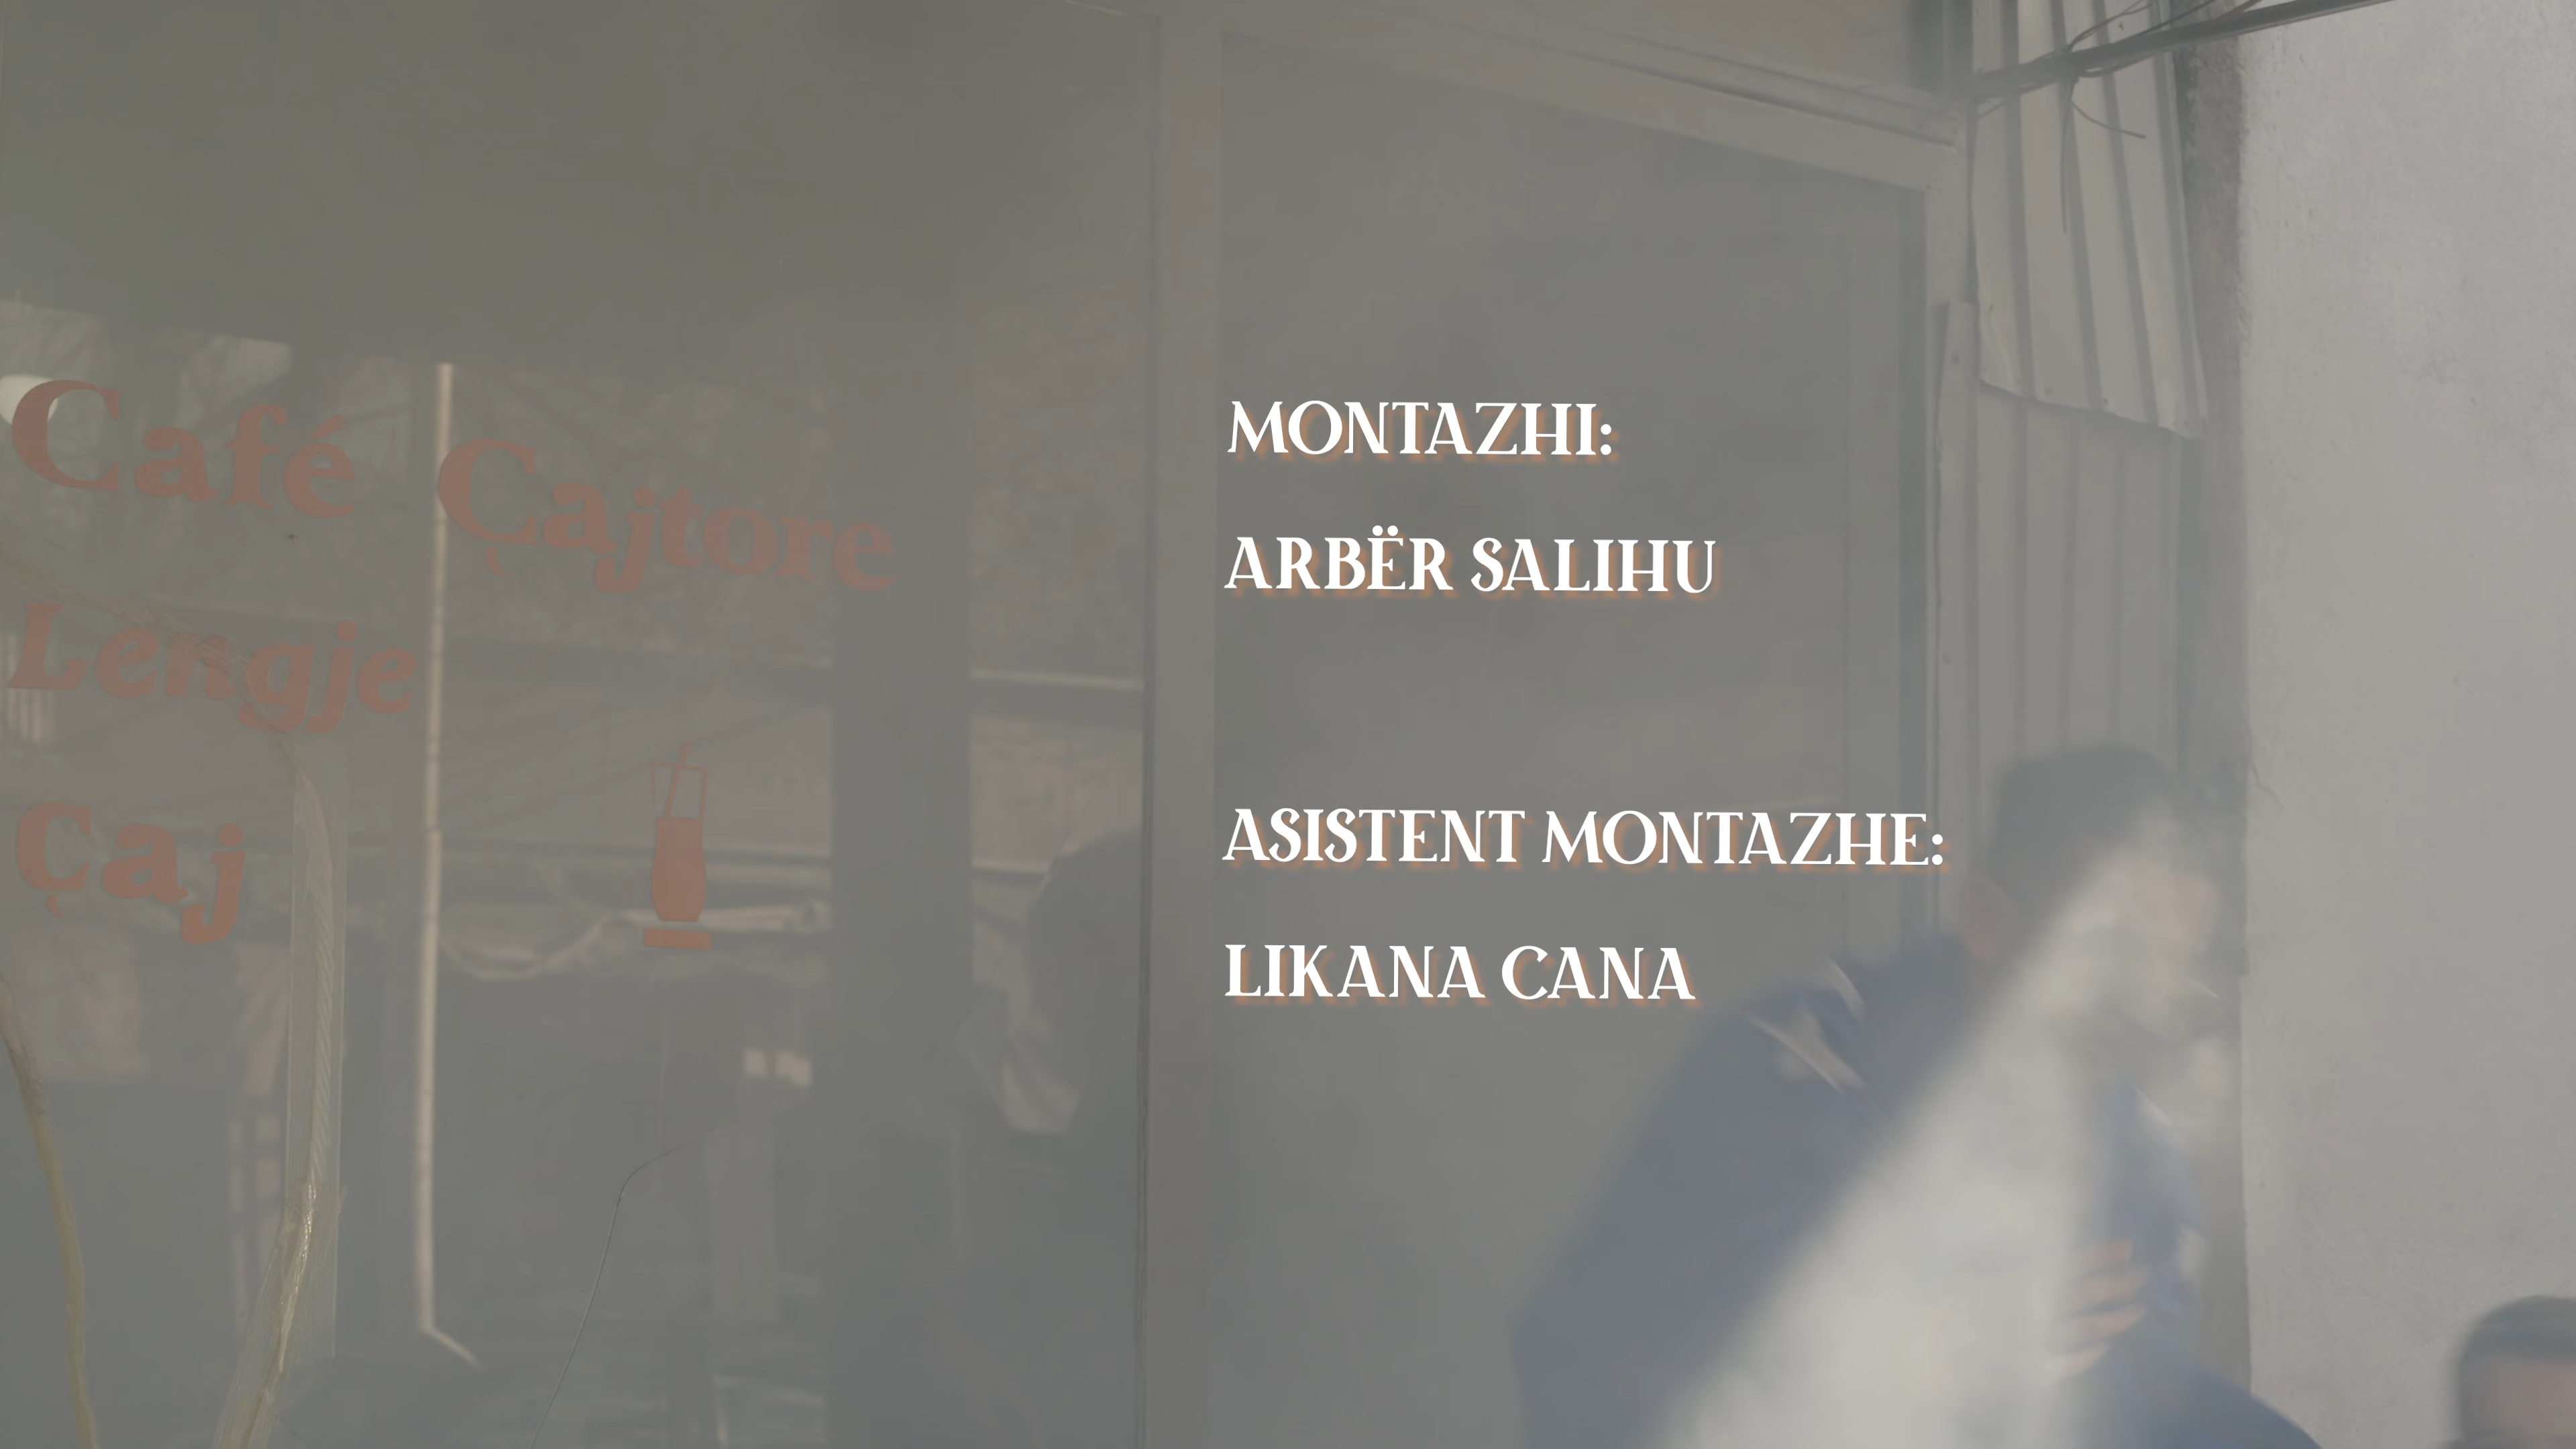 Café Çajtore
Lengje
Çaj
MONTAZHI:
ARBËR SALIHU
ASISTENT MONTAZHE:
LIKANA CANA